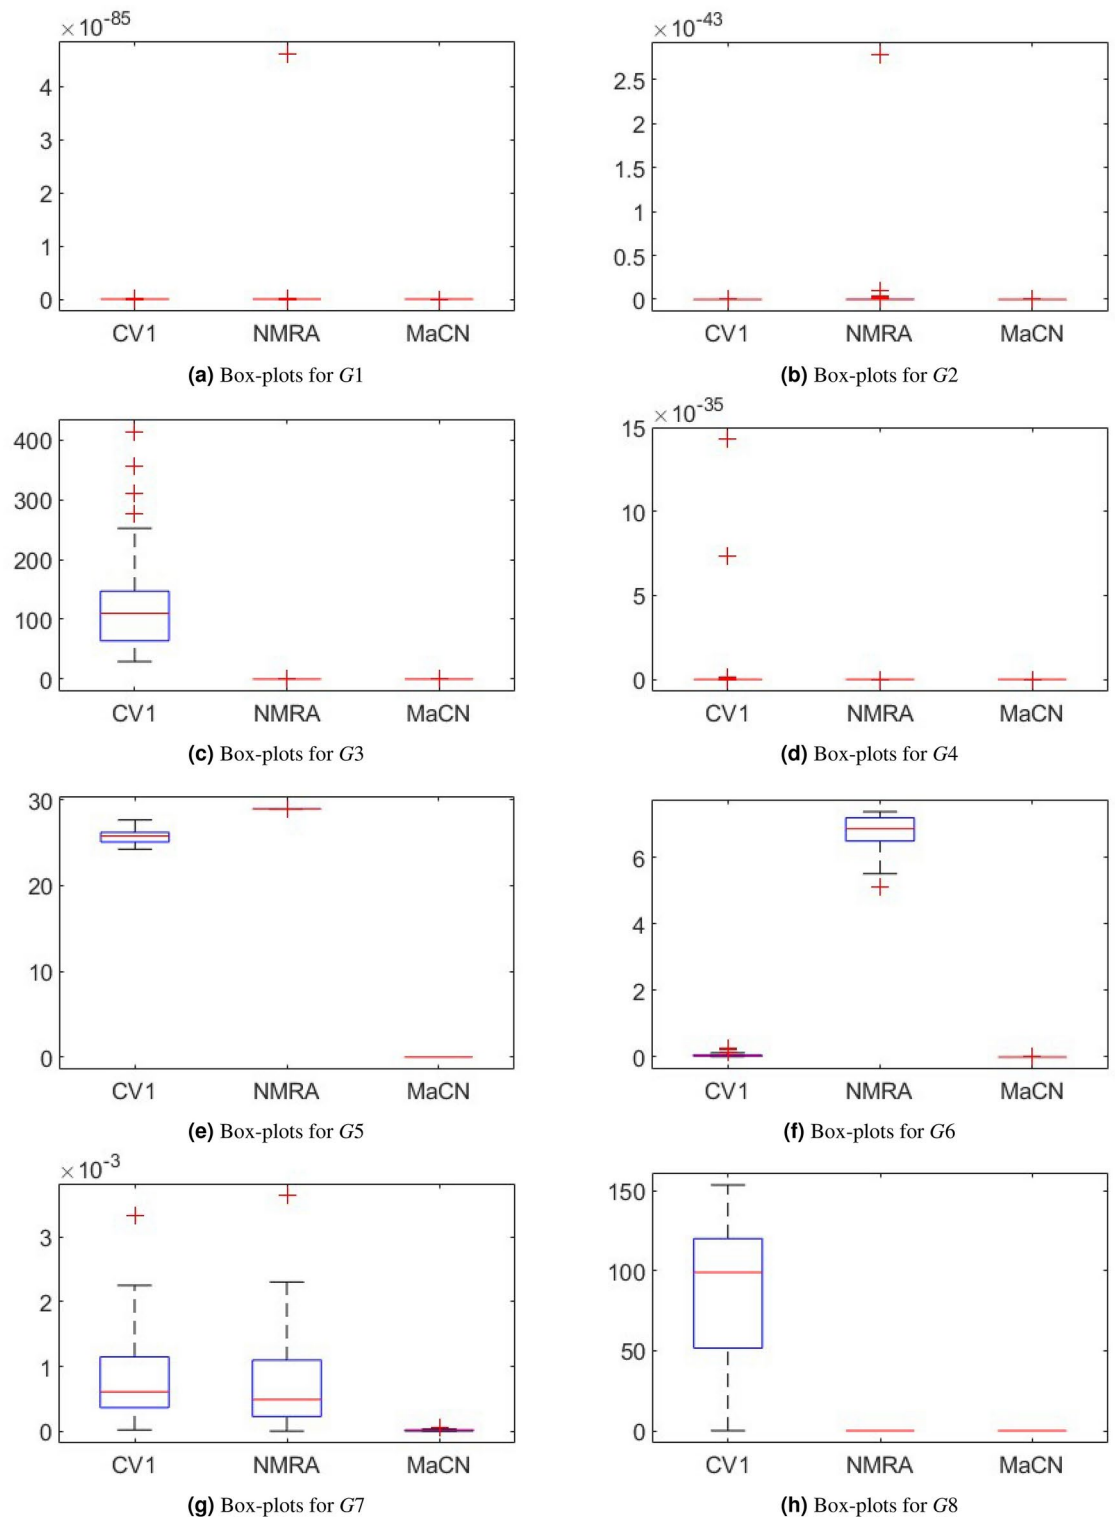 × 10-85
4
3
2
1
0
CV1 NMRA MaCN
(a) Box-plots for G1
× 10-43
2.5
2
1.5
1
0.5
0
CV1 NMRA MaCN
(b) Box-plots for G2
400
300
200
100
0
CV1 NMRA MaCN
(c) Box-plots for G3
× 10-35
15
10
5
0
CV1 NMRA MaCN
(d) Box-plots for G4
30
20
10
0
CV1 NMRA MaCN
(e) Box-plots for G5
6
4
2
0
CV1 NMRA MaCN
(f) Box-plots for G6
× 10-3
3
2
1
0
CV1 NMRA MaCN
(g) Box-plots for G7
150
100
50
0
CV1 NMRA MaCN
(h) Box-plots for G8